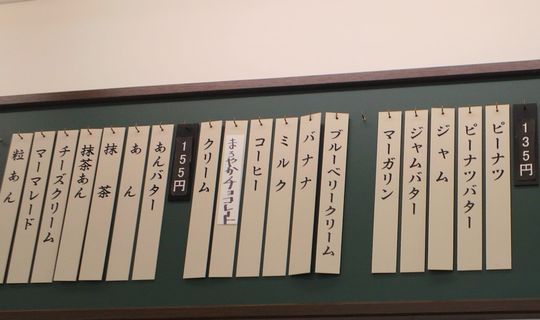 135円
ピーナツ
ピーナツバター
ジャム
ジャムバター
マーガリン
ブルーベリークリーム
バナナ
ミルク
コーヒー
まろやかチョコレート
クリーム
155円
あんバター
あん
抹茶
抹茶あん
チーズクリーム
マーマレード
粒あん